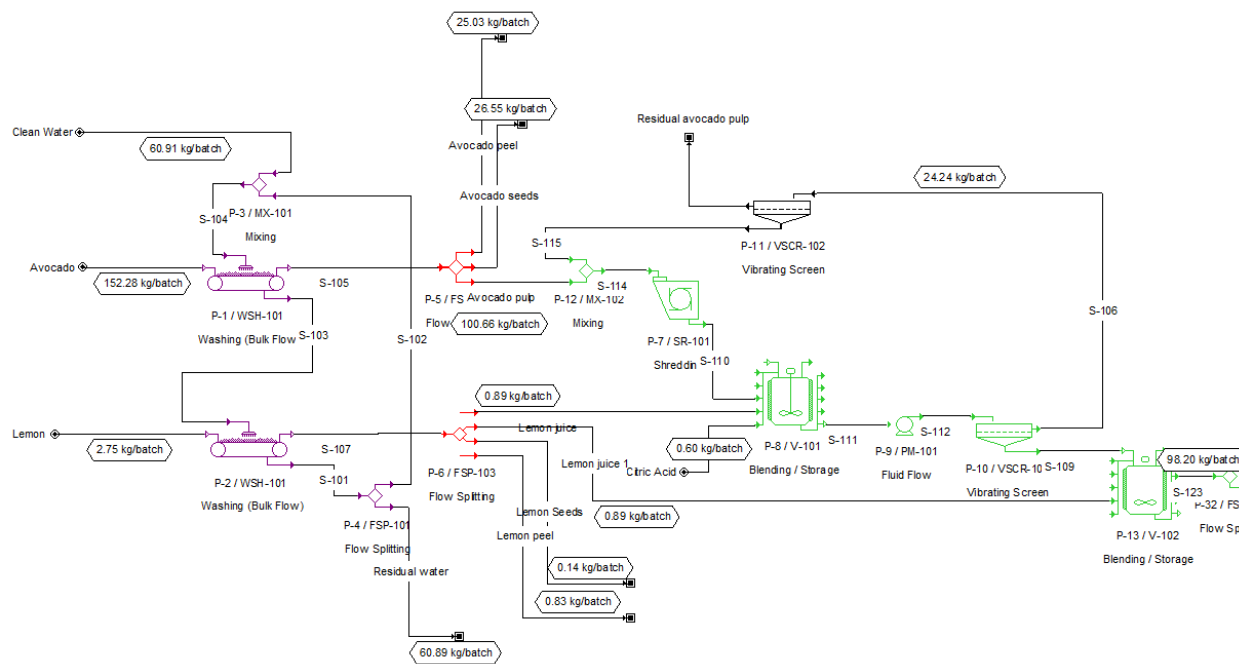 25.03 kg/batch
26.55 kg/batch
Clean Water
60.91 kg/batch
Avocado peel
Residual avocado pulp
24.24 kg/batch
Avocado seeds
S-104
P-3 / MX-101
Mixing
P-11 / VSCR-102
Vibrating Screen
S-115
Avocado
152.28 kg/batch
S-105
P-5 / FS
Flow
Avocado pulp
100.66 kg/batch
S-114
P-12 / MX-102
Mixing
P-1 / WSH-101
Washing (Bulk Flow
S-103
S-102
S-106
P-7 / SR-101
Shreddin
S-110
0.89 kg/batch
Lemon juice
Lemon
2.75 kg/batch
S-107
S-101
P-2 / WSH-101
Washing (Bulk Flow)
P-6 / FSP-103
Flow Splitting
Lemon juice 1
0.60 kg/batch
Citric Acid
P-8 / V-101
Blending / Storage
S-111
P-9 / PM-101
Fluid Flow
S-112
P-10 / VSCR-10
Vibrating Screen
S-109
98.20 kg/batch
S-123
P-32 / FS
Flow Sp
P-13 / V-102
Blending / Storage
P-4 / FSP-101
Flow Splitting
Lemon Seeds
0.89 kg/batch
Lemon peel
Residual water
0.14 kg/batch
0.83 kg/batch
60.89 kg/batch